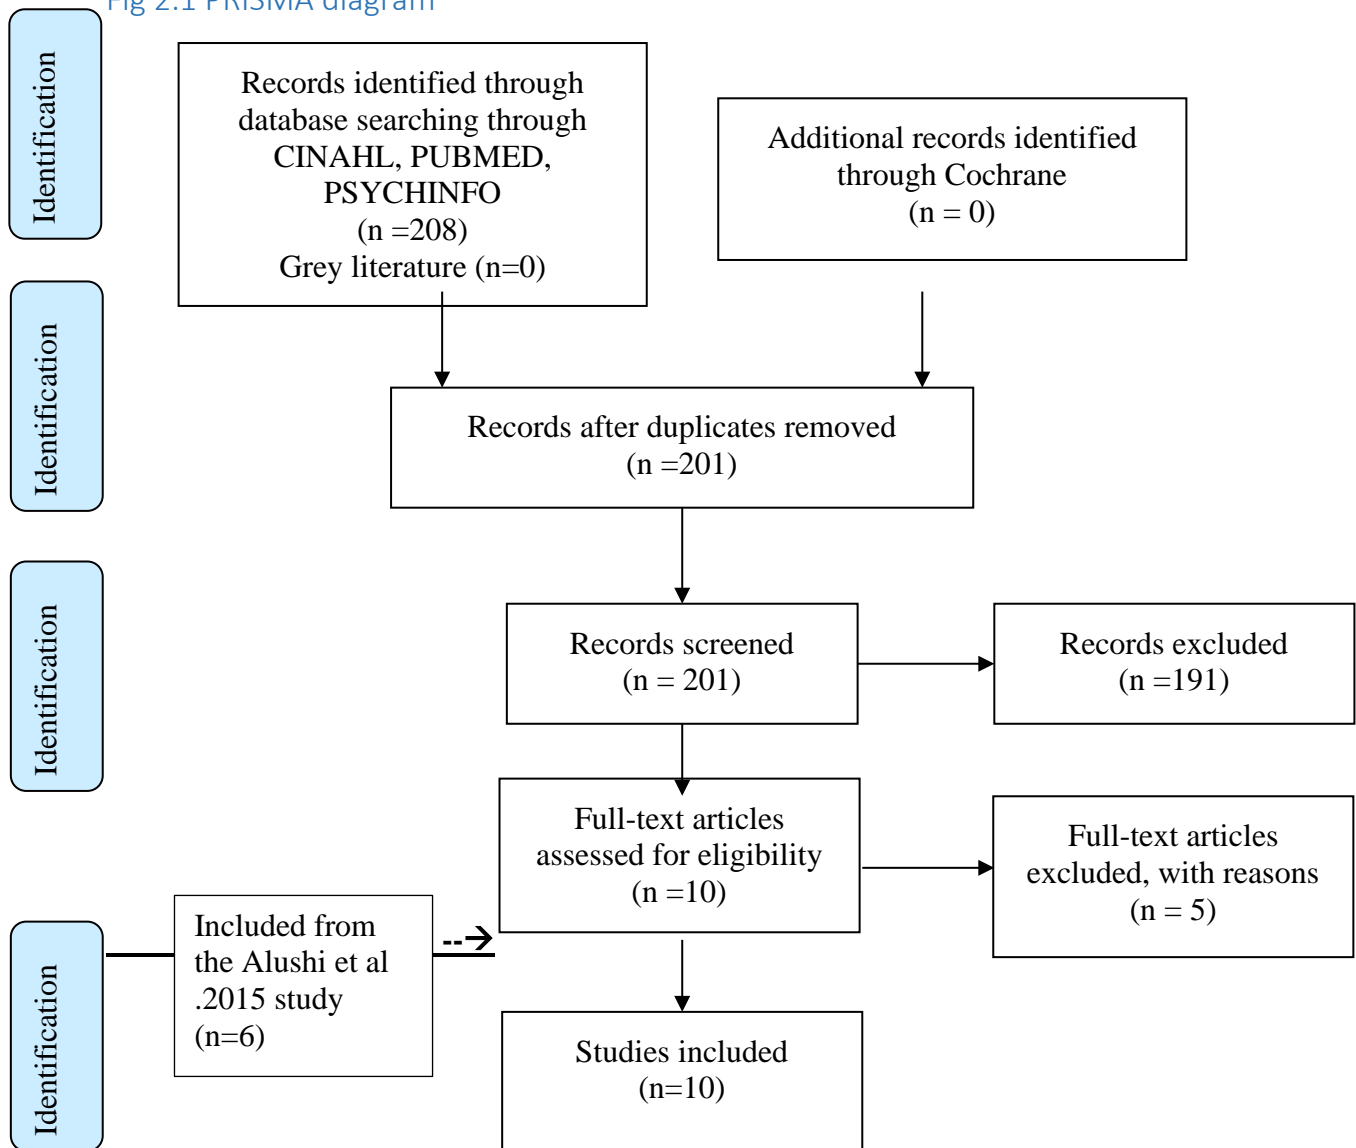 Fig 2.1 PRISMA diagram
Identification
Records identified through
database searching through
CINAHL, PUBMED,
PSYCHINFO
(n =208)
Grey literature (n=0)
Additional records identified
through Cochrane
(n = 0)
Identification
Records after duplicates removed
(n =201)
Identification
Records screened
(n = 201)
Records excluded
(n =191)
Full-text articles
assessed for eligibility
(n =10)
Full-text articles
excluded, with reasons
(n = 5)
Identification
Included from
the Alushi et al
.2015 study
(n=6)
Studies included
(n=10)